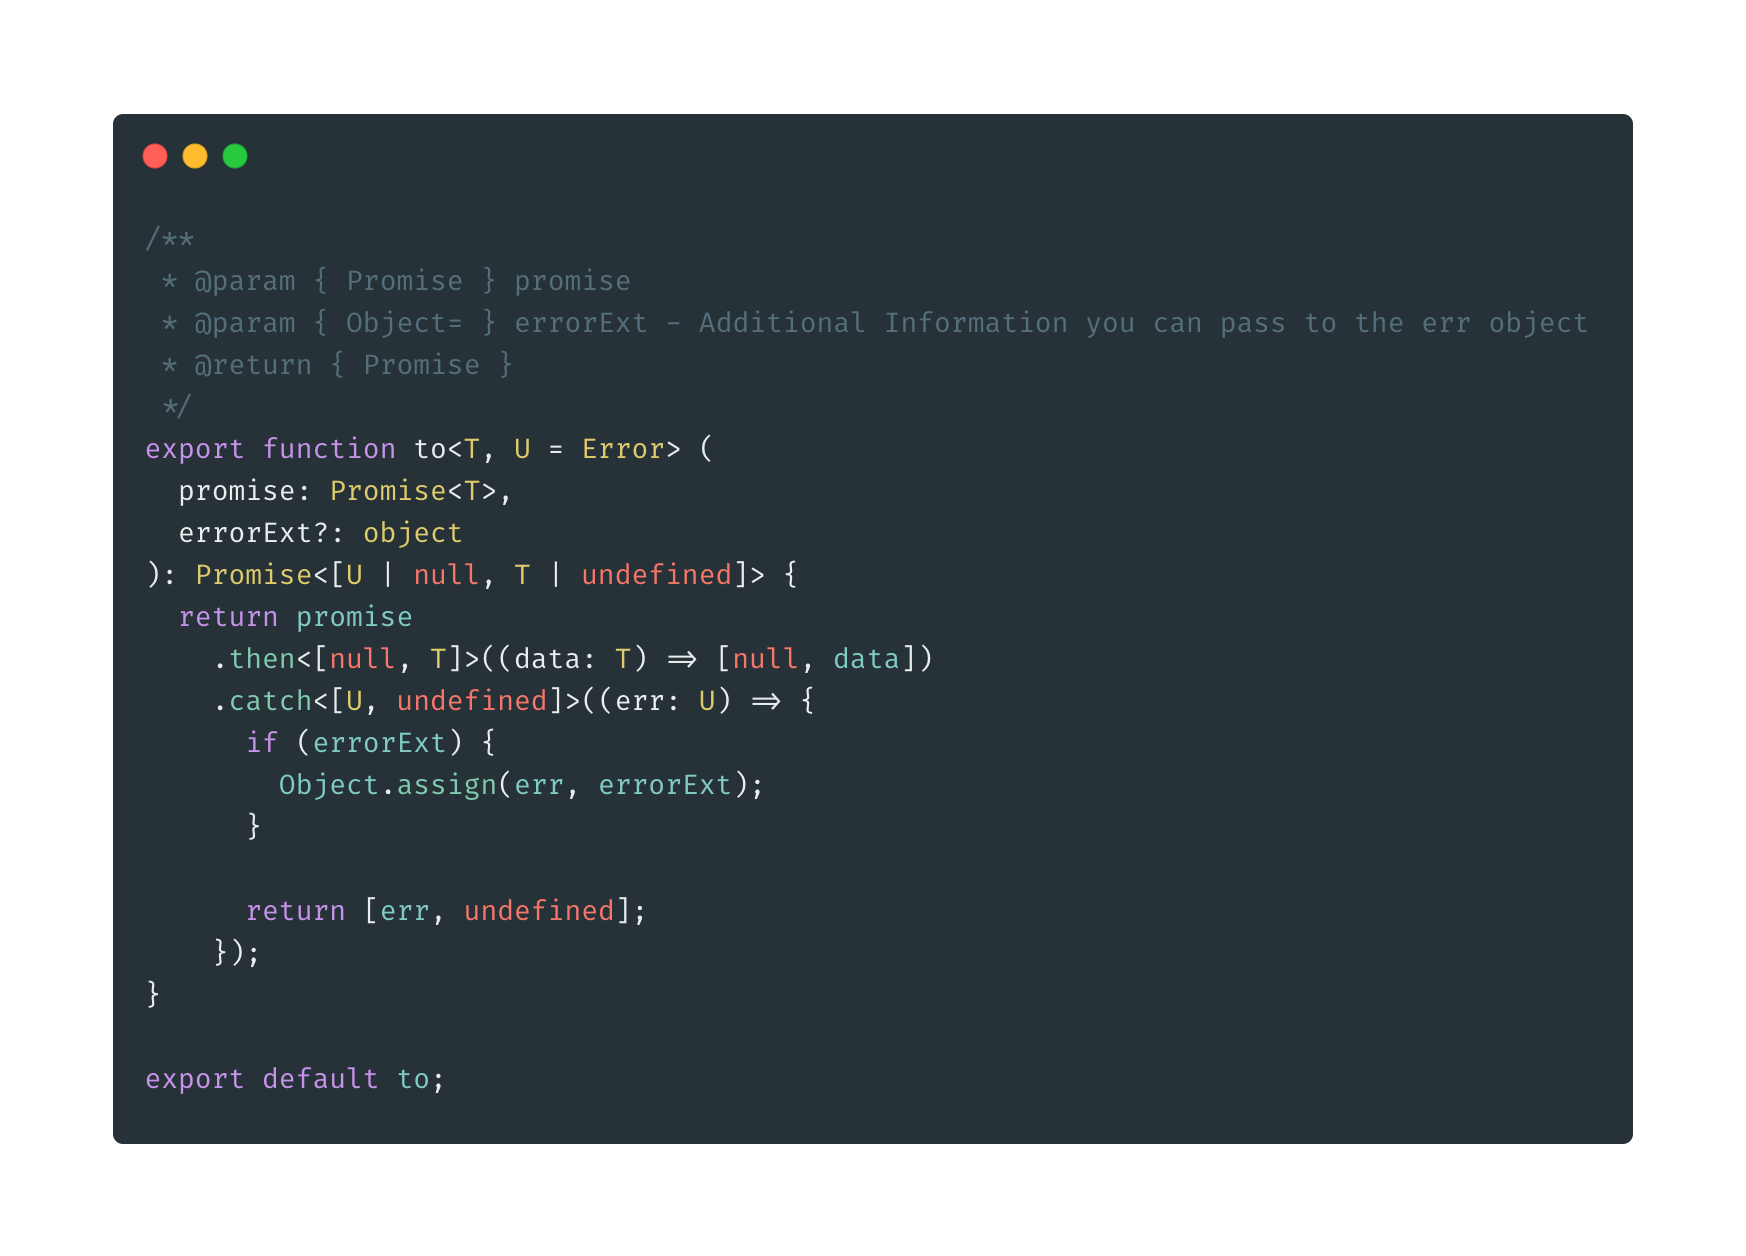 /**
 * @param { Promise } promise
 * @param { Object= } errorExt - Additional Information you can pass to the err object
 * @return { Promise }
 */
export function to<T, U = Error> (
  promise: Promise<T>,
  errorExt?: object
): Promise<[U | null, T | undefined]> {
  return promise
    .then<[null, T]>((data: T) => [null, data])
    .catch<[U, undefined]>((err: U) => {
      if (errorExt) {
        Object.assign(err, errorExt);
      }

      return [err, undefined];
    });
}

export default to;